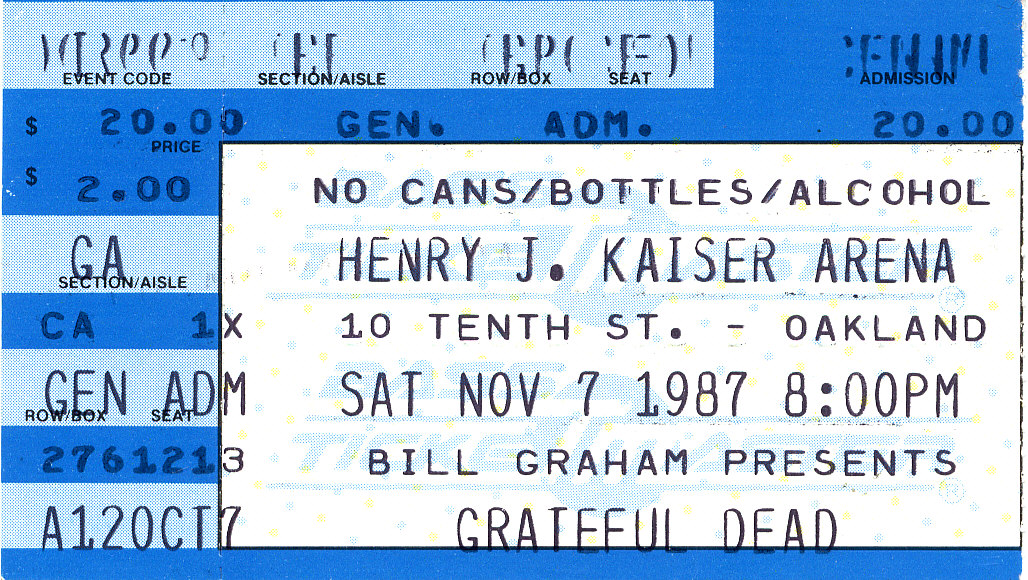 EVENT CODE SECTION/AISLE ROW/BOX SEAT ADMISSION
$ 20.00 GEN. ADM. 20.00
PRICE
$ 2.00 NO CANS/BOTTLES/ALCOHOL
GA HENRY J. KAISER ARENA
SECTION/AISLE
CA 1X 10 TENTH ST. - OAKLAND
GEN ADM SAT NOV 7 1987 8:00PM
ROW/BOX SEAT
2761213 BILL GRAHAM PRESENTS
A12OCT7 GRATEFUL DEAD